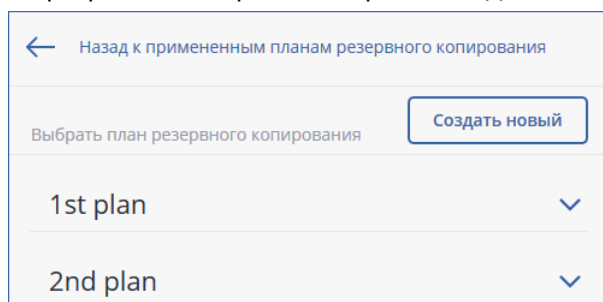 Назад к примененным планам резервного копирования
Выбрать план резервного копирования
Создать новый
1st plan
2nd plan